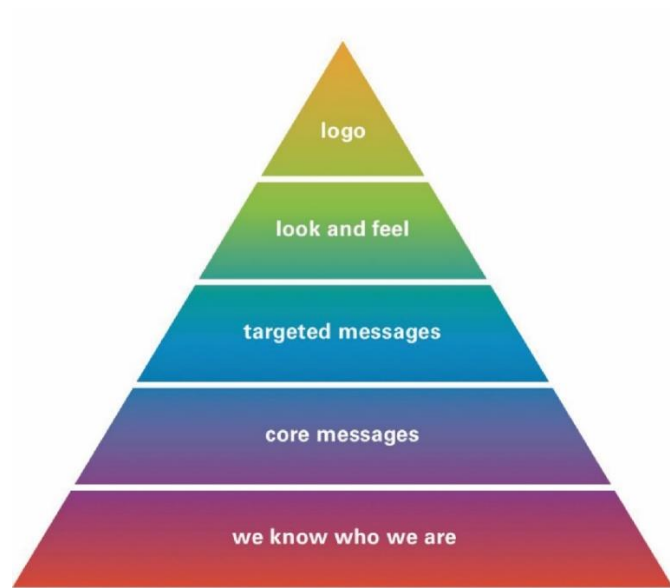 logo
look and feel
targeted messages
core messages
we know who we are